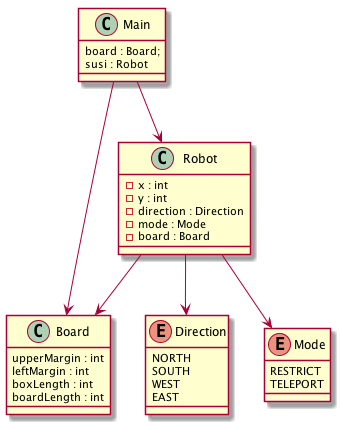 C Main
board : Board;
susi : Robot
C Robot
x : int
y : int
direction : Direction
mode : Mode
board : Board
C Board
upperMargin : int
leftMargin : int
boxLength : int
boardLength : int
E Direction
NORTH
SOUTH
WEST
EAST
E Mode
RESTRICT
TELEPORT